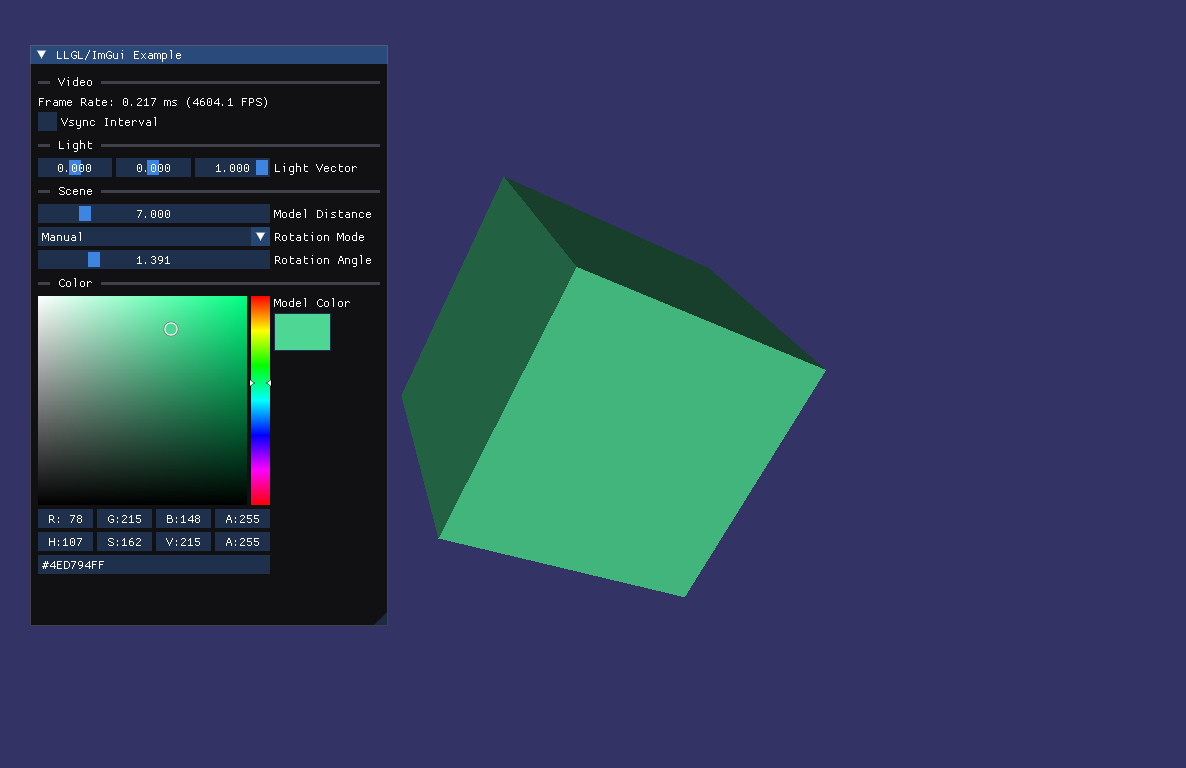 LLGL/ImGui Example
Video
Frame Rate: 0.217 ms (4604.1 FPS)
Vsync Interval
Light
0.000 0.000 1.000 Light Vector
Scene
7.000 Model Distance
Manual Rotation Mode
1.391 Rotation Angle
Color
Model Color
R: 78 G:215 B:148 A:255
H:107 S:162 V:215 A:255
#4ED794FF